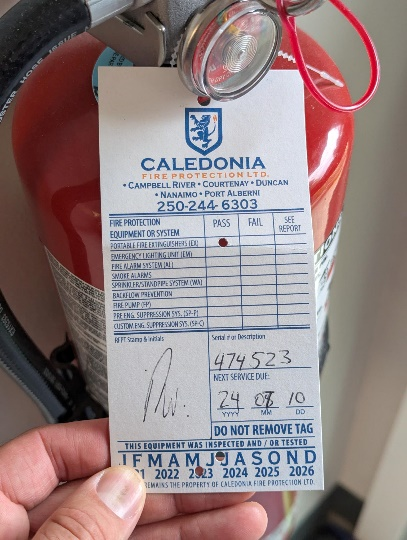 CALEDONIA
FIRE PROTECTION LTD.
• CAMPBELL RIVER • COURTENAY • DUNCAN
• NANAIMO • PORT ALBERNI
250-244-6303
FIRE PROTECTION EQUIPMENT OR SYSTEM PASS FAIL SEE REPORT
PORTABLE FIRE EXTINGUISHERS (EX)
EMERGENCY LIGHTING UNIT (EM)
FIRE ALARM SYSTEM (AL)
SMOKE ALARMS
SPRINKLER/STANDPIPE SYSTEM (WA)
BACKFLOW PREVENTION
FIRE PUMP (FP)
PRE ENG. SUPPRESSION SYS. (SP-P)
CUSTOM ENG. SUPPRESSION SYS. (SP-C)
RFPT Stamp & Initials
Serial # or Description
474523
NEXT SERVICE DUE:
24 08 10
YYYY MM DD
DO NOT REMOVE TAG
THIS EQUIPMENT WAS INSPECTED AND / OR TESTED
J F M A M J J A S O N D
2022 2023 2024 2025 2026
REMAINS THE PROPERTY OF CALEDONIA FIRE PROTECTION LTD.